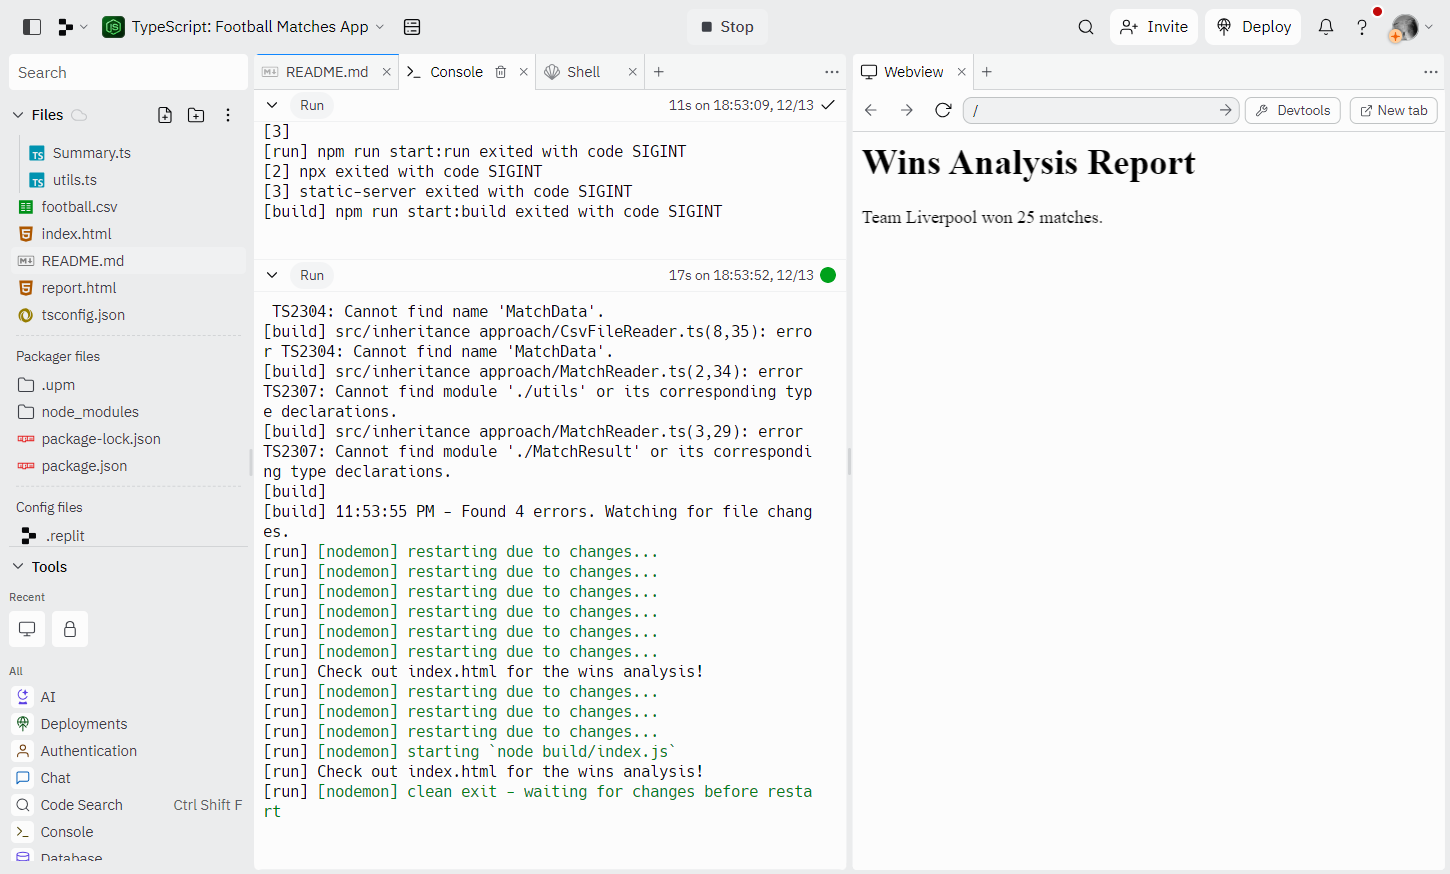 TypeScript: Football Matches App
Stop
Invite
Deploy
Search
Files
Summary.ts
utils.ts
football.csv
index.html
README.md
report.html
tsconfig.json
Packager files
.upm
node_modules
package-lock.json
package.json
Config files
.replit
Tools
Recent
All
AI
Deployments
Authentication
Chat
Code Search Ctrl Shift F
Console
Database
README.md
Console
Shell
Run 11s on 18:53:09, 12/13
[3]
[run] npm run start:run exited with code SIGINT
[2] npx exited with code SIGINT
[3] static-server exited with code SIGINT
[build] npm run start:build exited with code SIGINT
Run 17s on 18:53:52, 12/13
TS2304: Cannot find name 'MatchData'.
[build] src/inheritance approach/CsvFileReader.ts(8,35): erro
r TS2304: Cannot find name 'MatchData'.
[build] src/inheritance approach/MatchReader.ts(2,34): error
TS2307: Cannot find module './utils' or its corresponding typ
e declarations.
[build] src/inheritance approach/MatchReader.ts(3,29): error
TS2307: Cannot find module './MatchResult' or its correspondi
ng type declarations.
[build]
[build] 11:53:55 PM - Found 4 errors. Watching for file chang
es.
[run] [nodemon] restarting due to changes...
[run] [nodemon] restarting due to changes...
[run] [nodemon] restarting due to changes...
[run] [nodemon] restarting due to changes...
[run] [nodemon] restarting due to changes...
[run] [nodemon] restarting due to changes...
[run] Check out index.html for the wins analysis!
[run] [nodemon] restarting due to changes...
[run] [nodemon] restarting due to changes...
[run] [nodemon] restarting due to changes...
[run] [nodemon] starting `node build/index.js`
[run] Check out index.html for the wins analysis!
[run] [nodemon] clean exit - waiting for changes before resta
rt
Webview
/
Devtools
New tab
Wins Analysis Report
Team Liverpool won 25 matches.